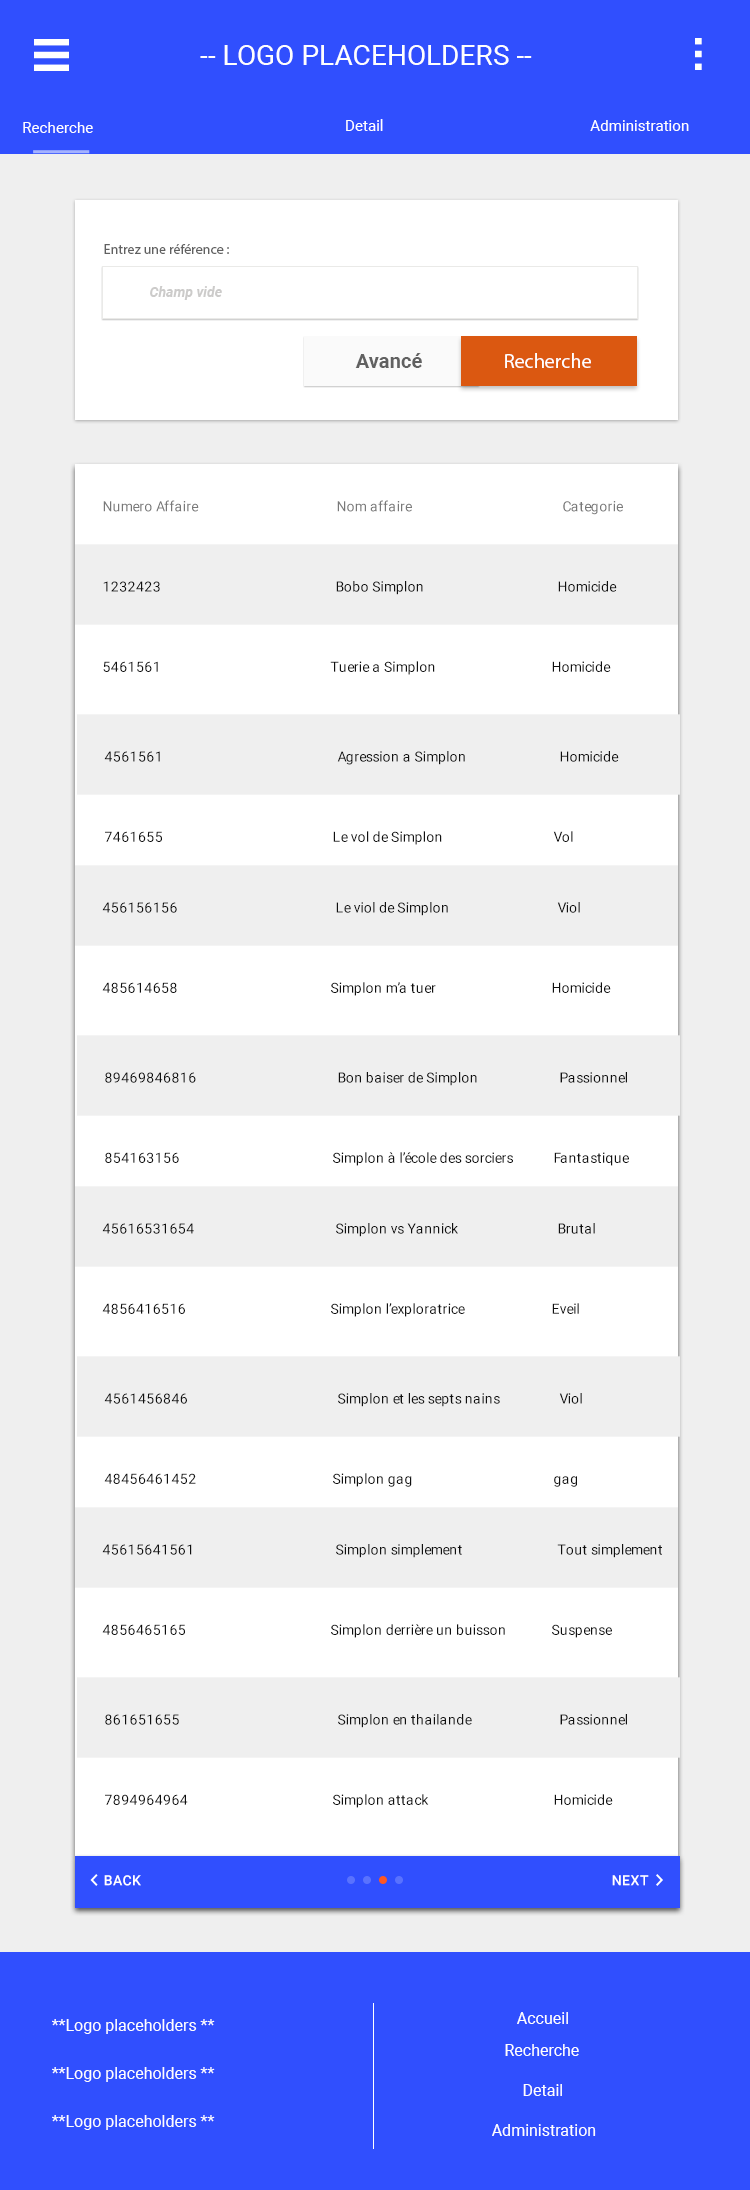 -- LOGO PLACEHOLDERS --
Recherche Detail Administration
Entrez une référence :
Champ vide
Avancé Recherche
Numero Affaire Nom affaire Categorie
1232423 Bobo Simplon Homicide
5461561 Tuerie a Simplon Homicide
4561561 Agression a Simplon Homicide
7461655 Le vol de Simplon Vol
456156156 Le viol de Simplon Viol
485614658 Simplon m'a tuer Homicide
89469846816 Bon baiser de Simplon Passionnel
854163156 Simplon à l'école des sorciers Fantastique
45616531654 Simplon vs Yannick Brutal
4856416516 Simplon l'exploratrice Eveil
4561456846 Simplon et les septs nains Viol
48456461452 Simplon gag gag
45615641561 Simplon simplement Tout simplement
4856465165 Simplon derrière un buisson Suspense
861651655 Simplon en thailande Passionnel
7894964964 Simplon attack Homicide
BACK NEXT
**Logo placeholders **
**Logo placeholders **
**Logo placeholders **
Accueil
Recherche
Detail
Administration